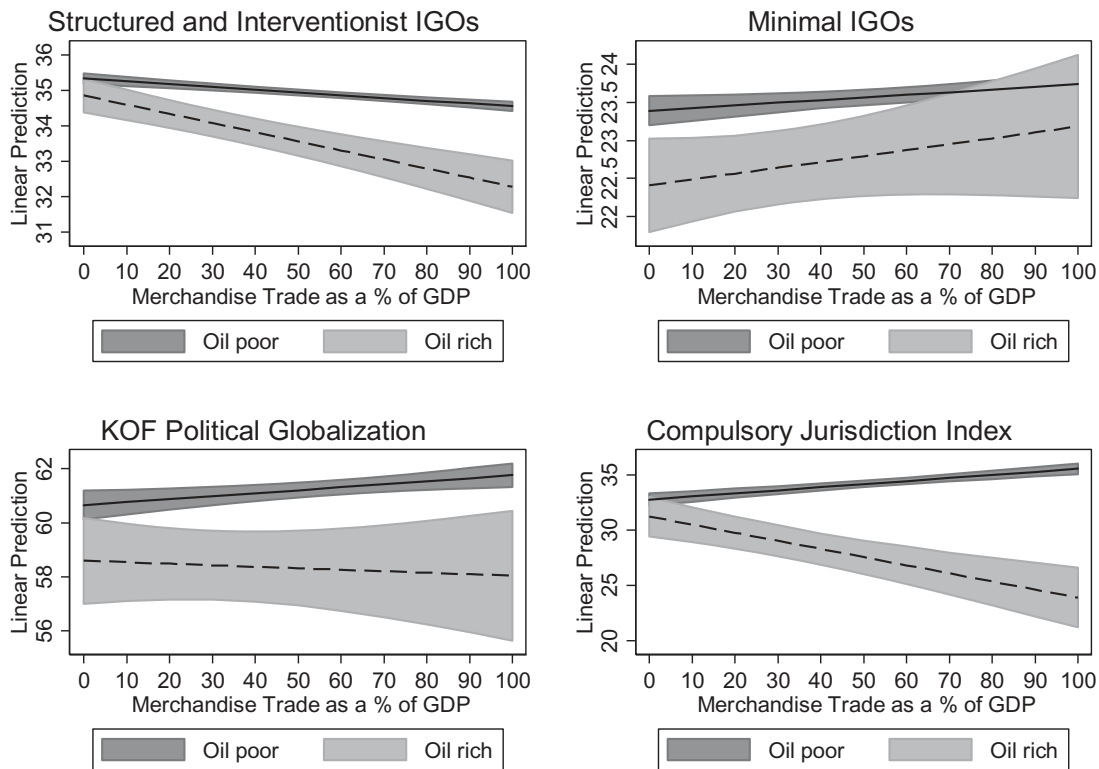 Structured and Interventionist IGOs
Linear Prediction
36
35
34
33
32
31
0 10 20 30 40 50 60 70 80 90 100
Merchandise Trade as a % of GDP
Oil poor Oil rich
Minimal IGOs
Linear Prediction
24
23.5
23
22.5
22
0 10 20 30 40 50 60 70 80 90 100
Merchandise Trade as a % of GDP
Oil poor Oil rich
KOF Political Globalization
Linear Prediction
62
60
58
56
0 10 20 30 40 50 60 70 80 90 100
Merchandise Trade as a % of GDP
Oil poor Oil rich
Compulsory Jurisdiction Index
Linear Prediction
35
30
25
20
0 10 20 30 40 50 60 70 80 90 100
Merchandise Trade as a % of GDP
Oil poor Oil rich